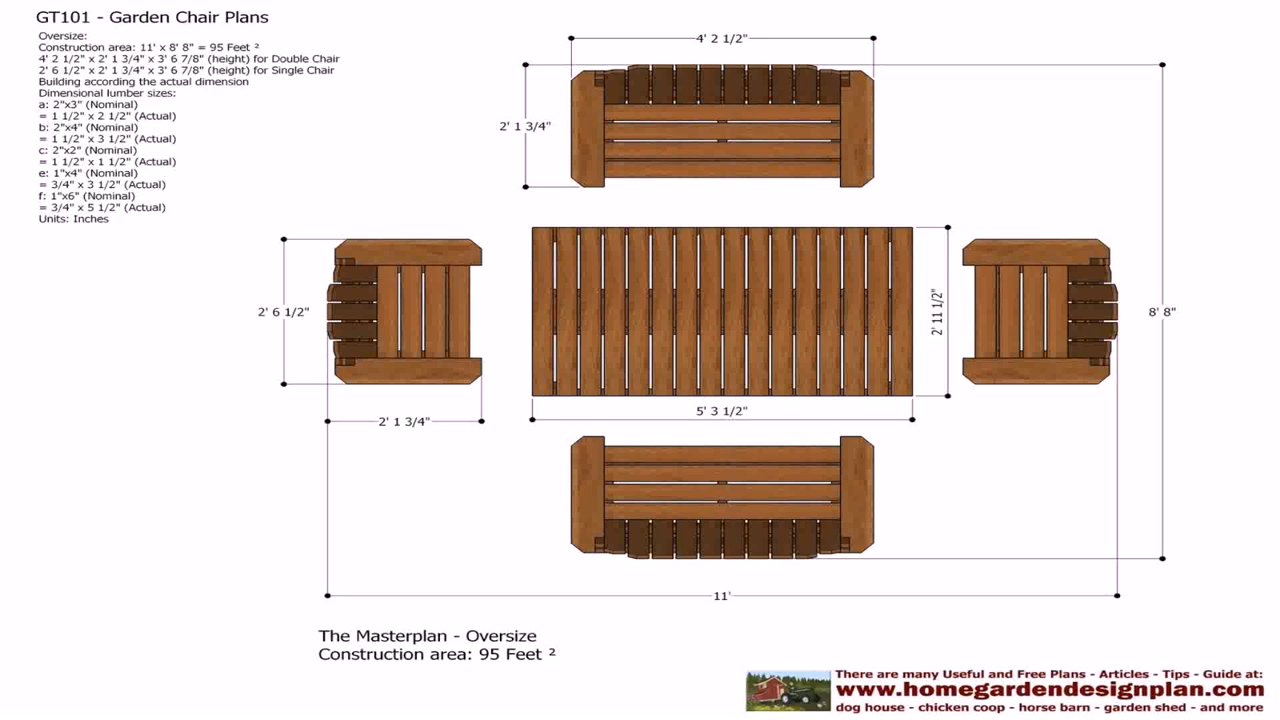 GT101 - Garden Chair Plans
Oversize:
Construction area: 11' x 8' 8" = 95 Feet ²
4' 2 1/2" x 2' 1 3/4" x 3' 6 7/8" (height) for Double Chair
2' 6 1/2" x 2' 1 3/4" x 3' 6 7/8" (height) for Single Chair
Building according the actual dimension
Dimensional lumber sizes:
a: 2"x3" (Nominal)
= 1 1/2" x 2 1/2" (Actual)
b: 2"x4" (Nominal)
= 1 1/2" x 3 1/2" (Actual)
c: 2"x2" (Nominal)
= 1 1/2" x 1 1/2" (Actual)
e: 1"x4" (Nominal)
= 3/4" x 3 1/2" (Actual)
f: 1"x6" (Nominal)
= 3/4" x 5 1/2" (Actual)
Units: Inches
4' 2 1/2"
2' 1 3/4"
2' 6 1/2"
2' 11 1/2"
8' 8"
5' 3 1/2"
2' 1 3/4"
11'
The Masterplan - Oversize
Construction area: 95 Feet ²
There are many Useful and Free Plans - Articles - Tips - Guide at:
www.homegardendesignplan.com
dog house - chicken coop - horse barn - garden shed - and more